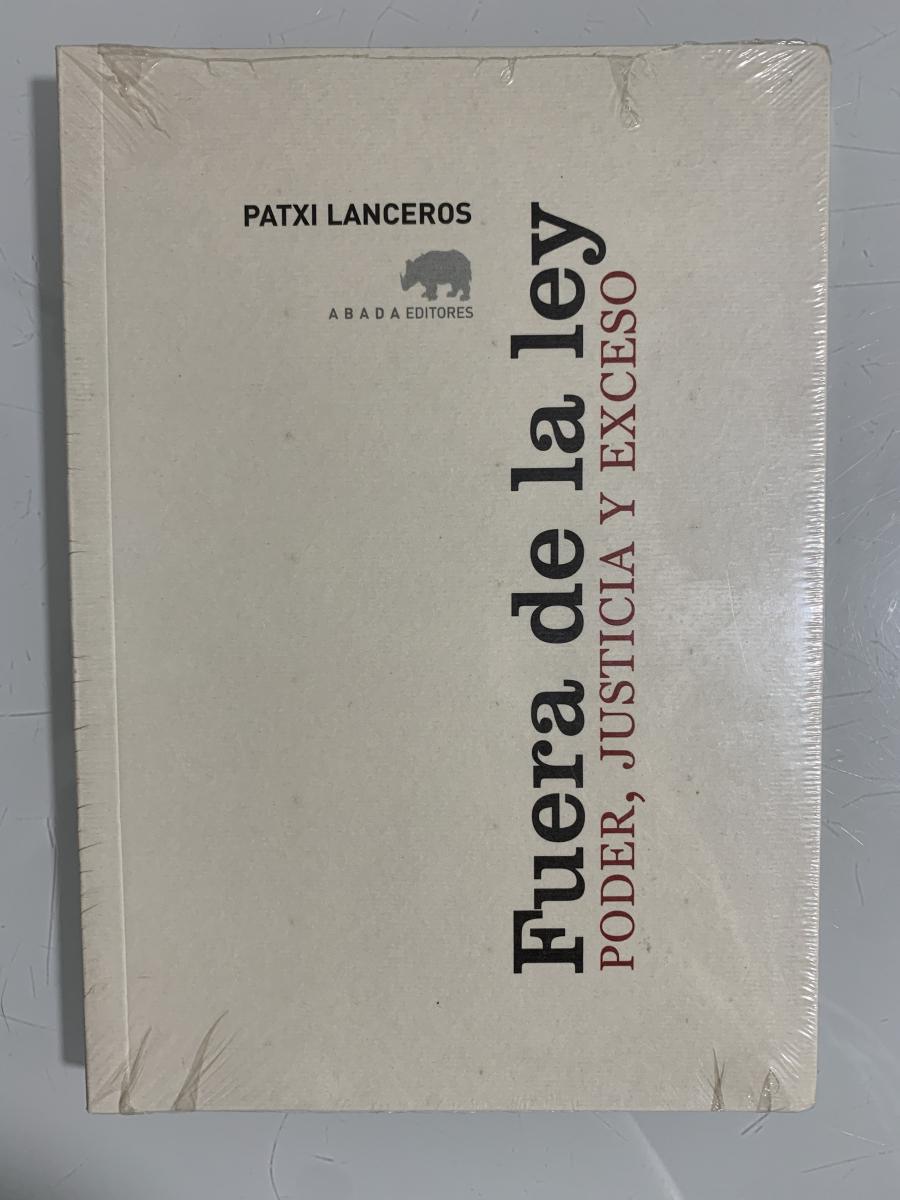 PATXI LANCEROS
ABADA EDITORES
Fuera de la ley
PODER, JUSTICIA Y EXCESO